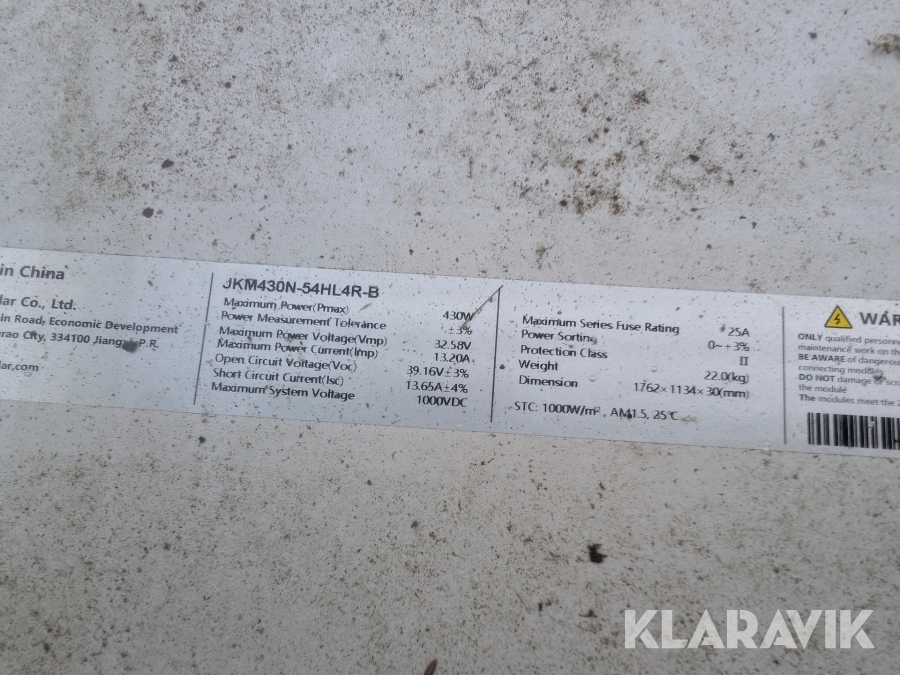 in China
lar Co., Ltd.
in Road, Economic Development
rao City, 334100 Jiangxi P.R.
lar.com
JKM430N-54HL4R-B
Maximum Power(Pmax) 430W
Power Measurement Tolerance ±3%
Maximum Power Voltage(Vmp) 32.58V
Maximum Power Current(Imp) 13.20A
Open Circuit Voltage(Voc) 39.16V±3%
Short Circuit Current(Isc) 13.65A±4%
Maximum System Voltage 1000VDC
Maximum Series Fuse Rating 25A
Power Sorting 0~+3%
Protection Class II
Weight 22.0(kg)
Dimension 1762×1134×30(mm)
STC: 1000W/m², AM1.5, 25℃
WAR
ONLY qualified personne
maintenance work on the
BE AWARE of dangerous
connecting modules
DO NOT damage or scra
the module
The modules meet the 2
KLARAVIK